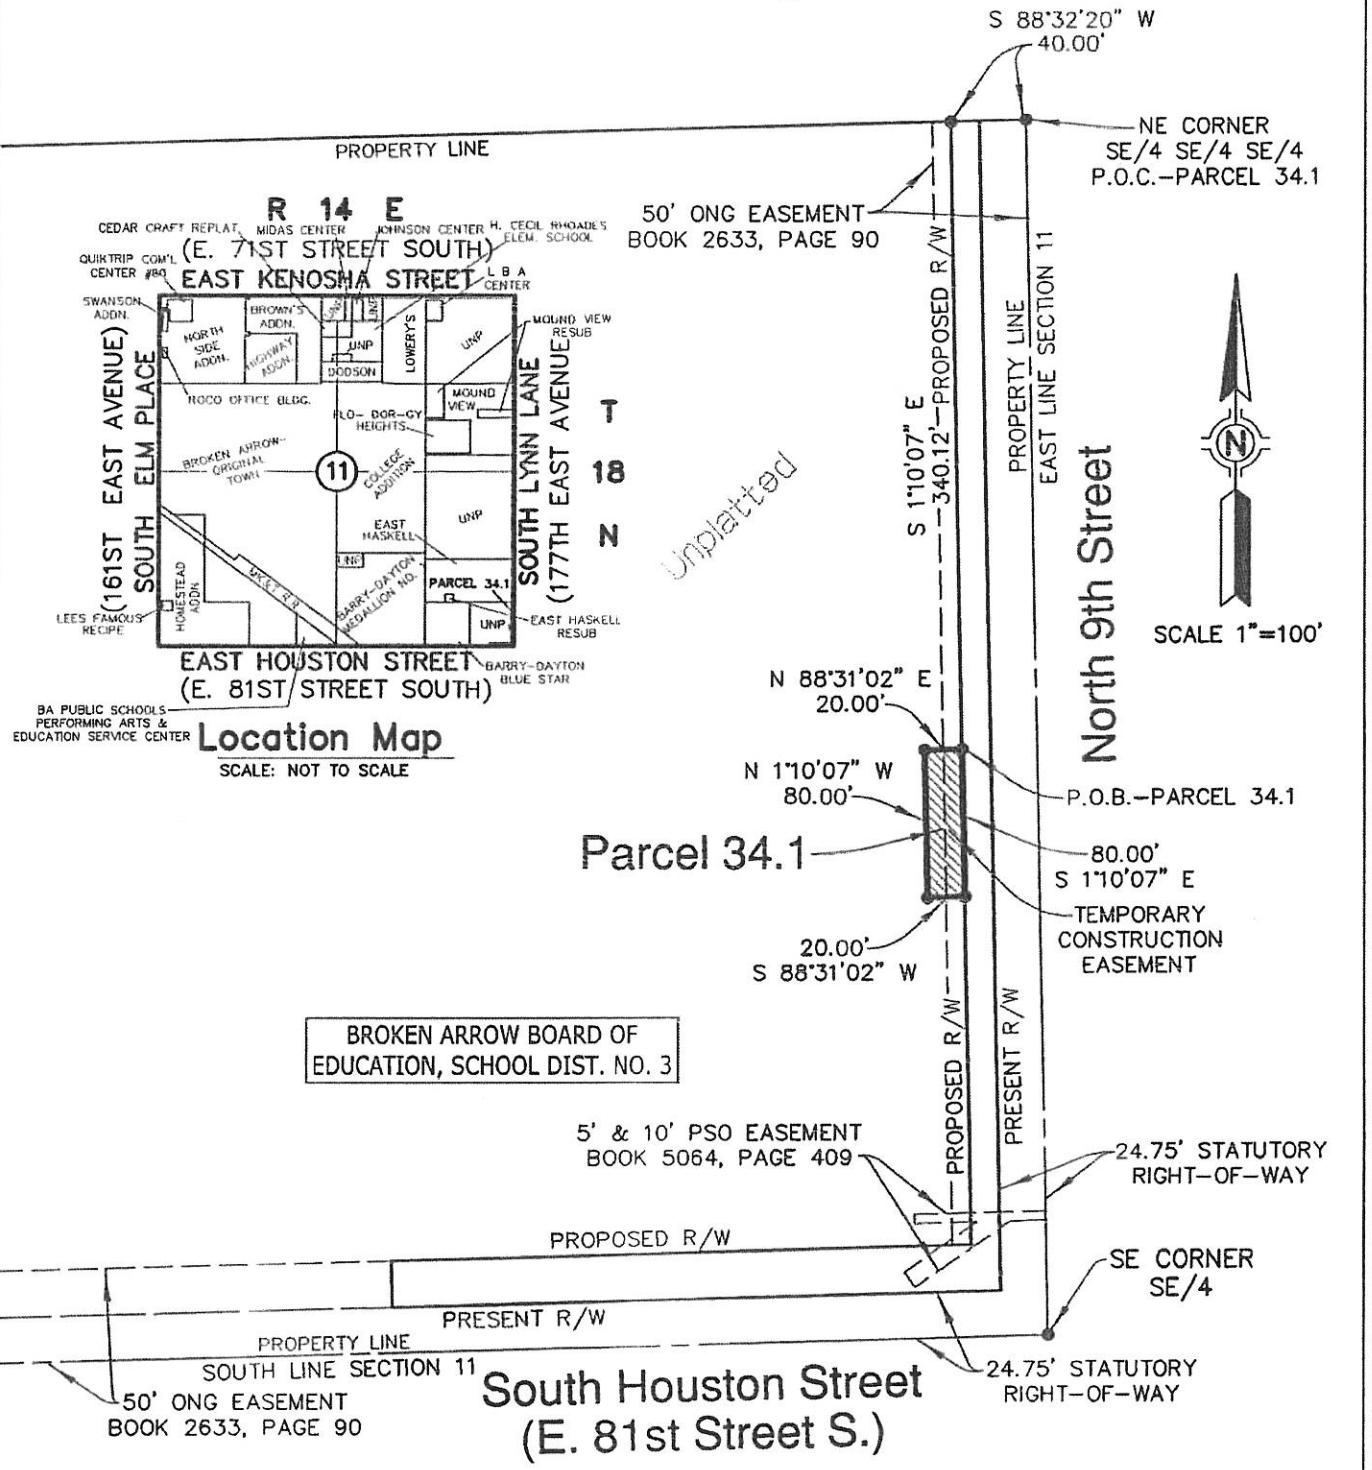 S 88°32'20" W
40.00'
NE CORNER
SE/4 SE/4 SE/4
P.O.C.-PARCEL 34.1
PROPERTY LINE
50' ONG EASEMENT
BOOK 2633, PAGE 90
R 14 E
CEDAR CRAFT REPLAT
MIDAS CENTER
JOHNSON CENTER
H. CECIL RHOADES
ELEM. SCHOOL
(E. 71ST STREET SOUTH)
QUIKTRIP COM'L
CENTER #80
EAST KENOSHA STREET
L B A
CENTER
SWANSON
ADDN.
BROWN'S
ADDN.
UNP
UNP
MOUND VIEW
RESUB
NORTH
SIDE
ADDN.
HIGHWAY
ADDN.
UNP
LOWERY'S
UNP
DODSON
ROCO OFFICE BLDG.
MOUND
VIEW
FLO-DOR-GY
HEIGHTS
BROKEN ARROW-
ORIGINAL
TOWN
11
COLLEGE
ADDITION
T
18
N
(161ST EAST AVENUE)
SOUTH ELM PLACE
SOUTH LYNN LANE
(177TH EAST AVENUE)
UNP
EAST
HASKELL
HOMESTEAD
ADDN
MK&T R.R.
UNP
BARRY-DAYTON
MEDALLION NO.
PARCEL 34.1
LEES FAMOUS
RECIPE
UNP
EAST HASKELL
RESUB
EAST HOUSTON STREET
(E. 81ST STREET SOUTH)
BARRY-DAYTON
BLUE STAR
BA PUBLIC SCHOOLS
PERFORMING ARTS &
EDUCATION SERVICE CENTER
Location Map
SCALE: NOT TO SCALE
Unplatted
S 1°10'07" E
340.12'-PROPOSED R/W
PROPERTY LINE
EAST LINE SECTION 11
North 9th Street
N
SCALE 1"=100'
N 88°31'02" E
20.00'
N 1°10'07" W
80.00'
P.O.B.-PARCEL 34.1
Parcel 34.1
80.00'
S 1°10'07" E
TEMPORARY
CONSTRUCTION
EASEMENT
20.00'
S 88°31'02" W
BROKEN ARROW BOARD OF
EDUCATION, SCHOOL DIST. NO. 3
PROPOSED R/W
PRESENT R/W
5' & 10' PSO EASEMENT
BOOK 5064, PAGE 409
24.75' STATUTORY
RIGHT-OF-WAY
PROPOSED R/W
SE CORNER
SE/4
PRESENT R/W
PROPERTY LINE
SOUTH LINE SECTION 11
50' ONG EASEMENT
BOOK 2633, PAGE 90
South Houston Street
(E. 81st Street S.)
24.75' STATUTORY
RIGHT-OF-WAY